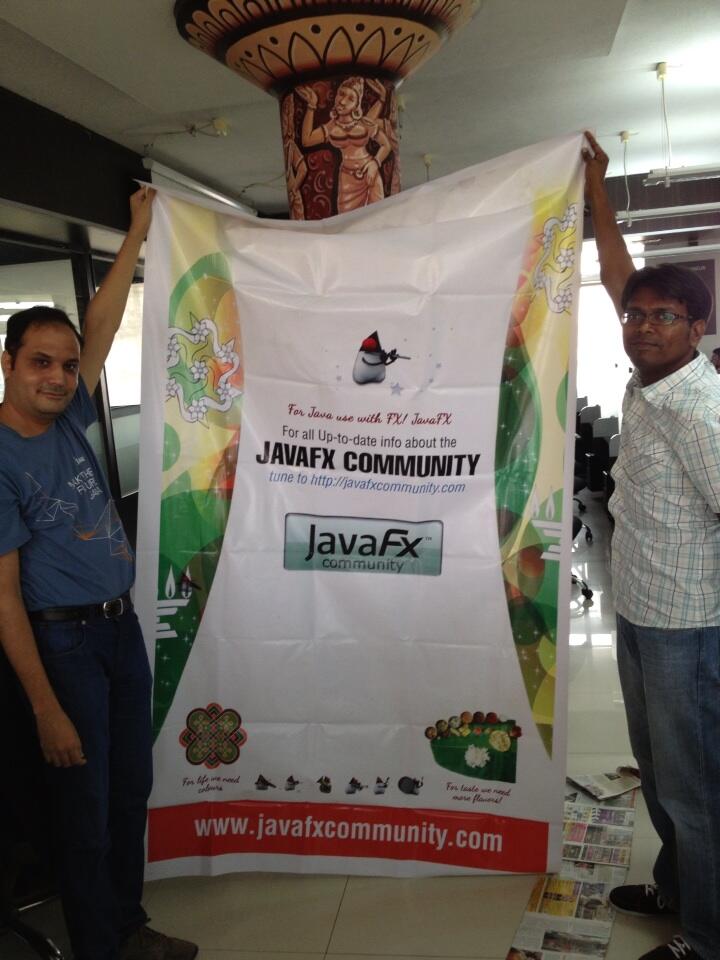 For Java use with FX! JavaFX
For all Up-to-date info about the
JAVAFX COMMUNITY
tune to http://javafxcommunity.com
JavaFx™
community
For life we need
colours
For taste we need
more flavors!
www.javafxcommunity.com